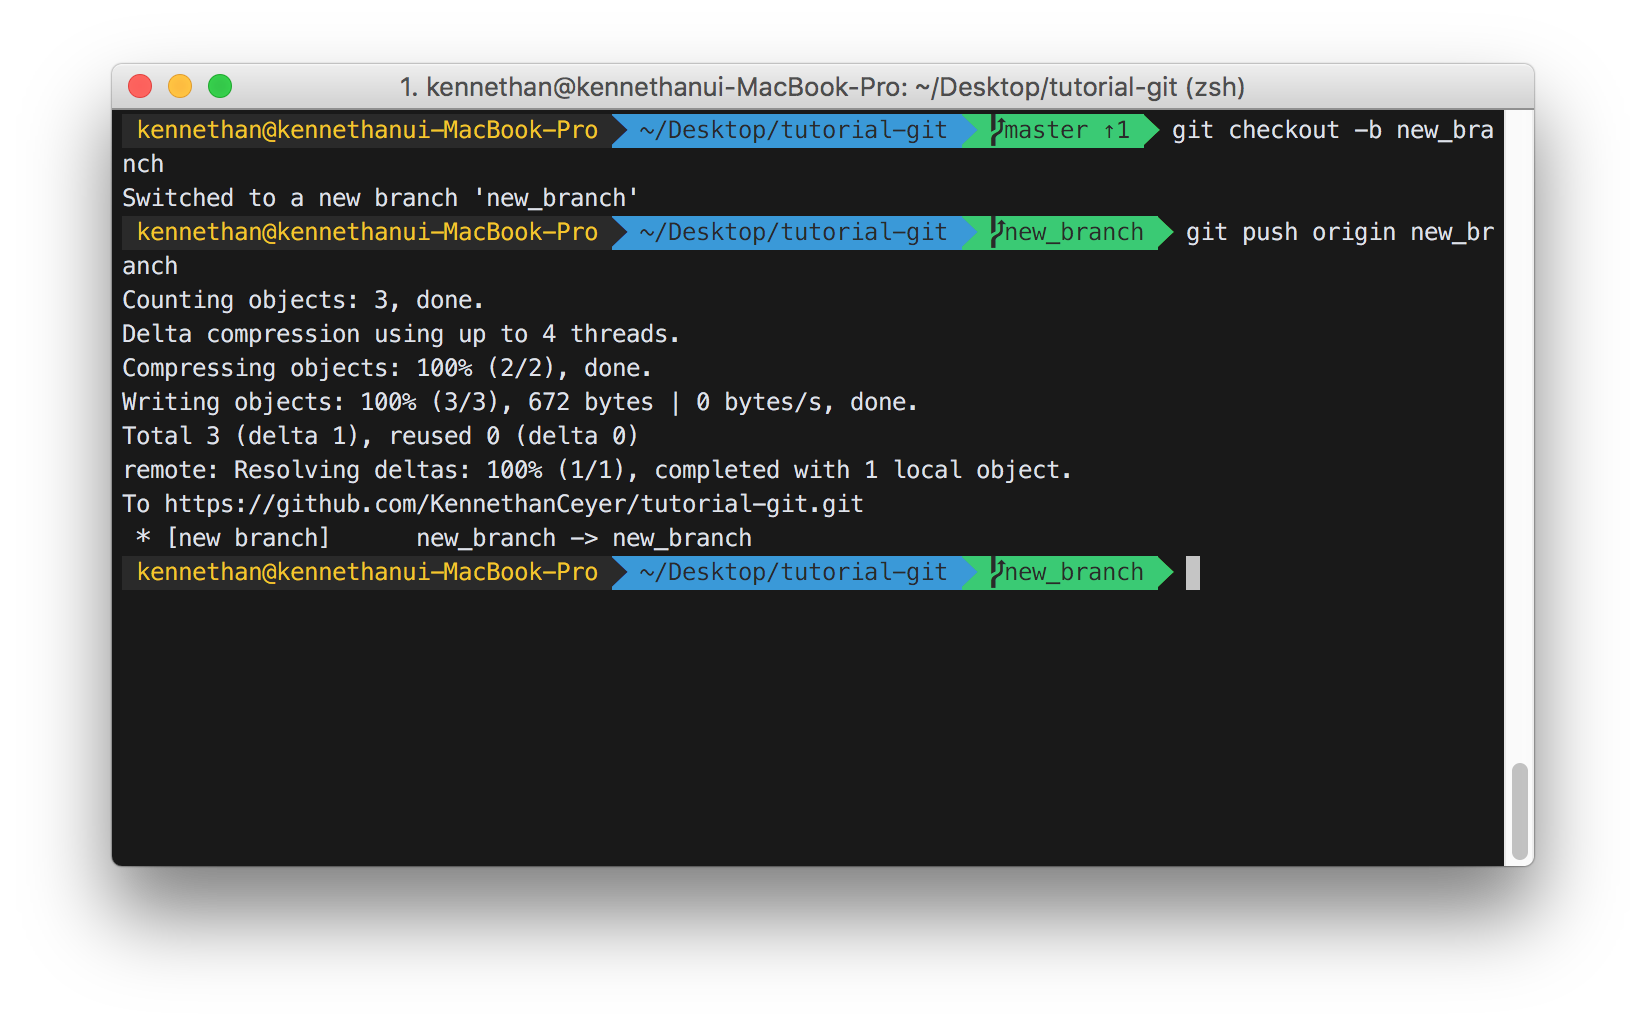 1. kennethan@kennethanui-MacBook-Pro: ~/Desktop/tutorial-git (zsh)
kennethan@kennethanui-MacBook-Pro ~/Desktop/tutorial-git master ↑1 git checkout -b new_bra
nch
Switched to a new branch 'new_branch'
kennethan@kennethanui-MacBook-Pro ~/Desktop/tutorial-git new_branch git push origin new_br
anch
Counting objects: 3, done.
Delta compression using up to 4 threads.
Compressing objects: 100% (2/2), done.
Writing objects: 100% (3/3), 672 bytes | 0 bytes/s, done.
Total 3 (delta 1), reused 0 (delta 0)
remote: Resolving deltas: 100% (1/1), completed with 1 local object.
To https://github.com/KennethanCeyer/tutorial-git.git
 * [new branch]      new_branch -> new_branch
kennethan@kennethanui-MacBook-Pro ~/Desktop/tutorial-git new_branch